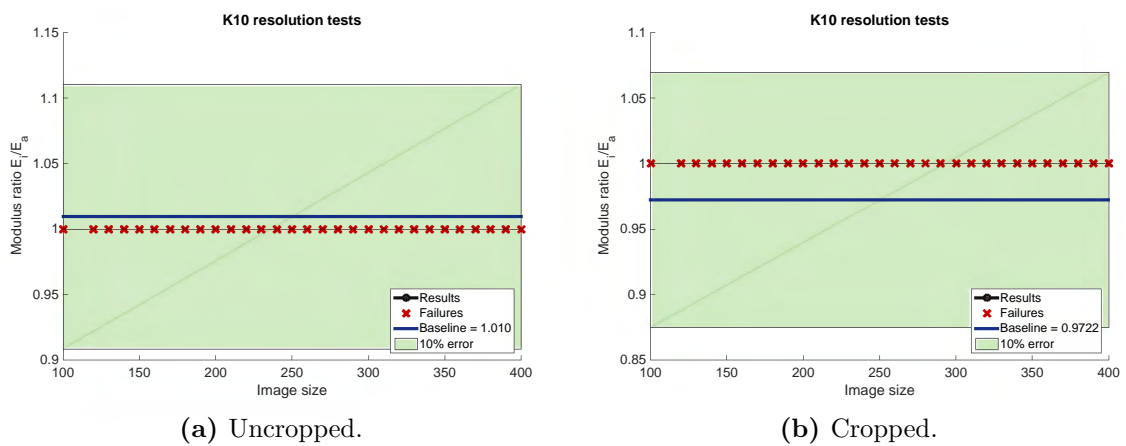 K10 resolution tests
1.15
1.1
1.05
1
0.95
0.9
Modulus ratio E_i/E_a
100 150 200 250 300 350 400
Image size
Results
Failures
Baseline = 1.010
10% error
(a) Uncropped.
K10 resolution tests
1.1
1.05
1
0.95
0.9
0.85
Modulus ratio E_i/E_a
100 150 200 250 300 350 400
Image size
Results
Failures
Baseline = 0.9722
10% error
(b) Cropped.